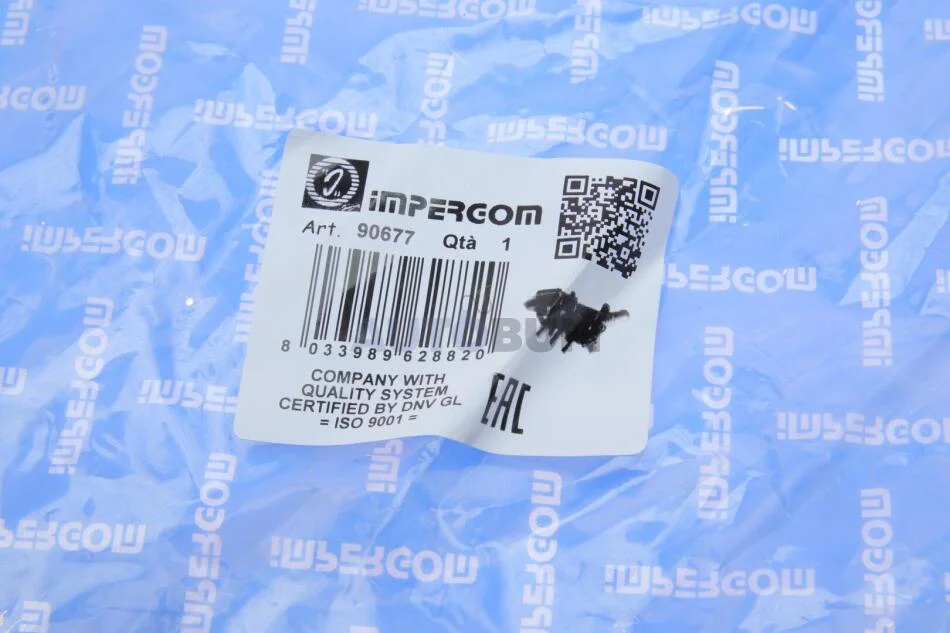 IMPERGOM
Art. 90677 Qtà 1
8 033989 628820
COMPANY WITH
QUALITY SYSTEM
CERTIFIED BY DNV GL
= ISO 9001 =
EAC